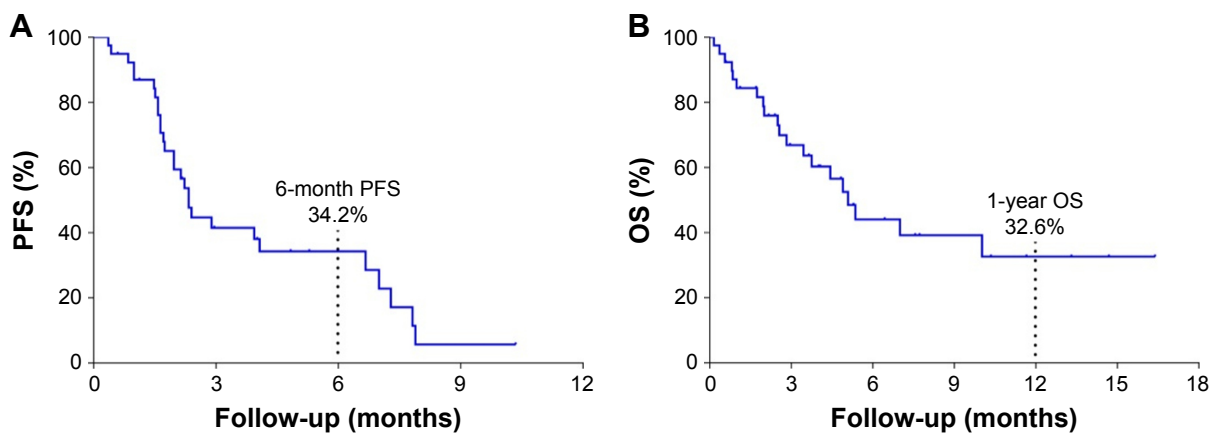 A
PFS (%)
100
80
60
40
20
0
6-month PFS
34.2%
0 3 6 9 12
Follow-up (months)
B
OS (%)
100
80
60
40
20
0
1-year OS
32.6%
0 3 6 9 12 15 18
Follow-up (months)